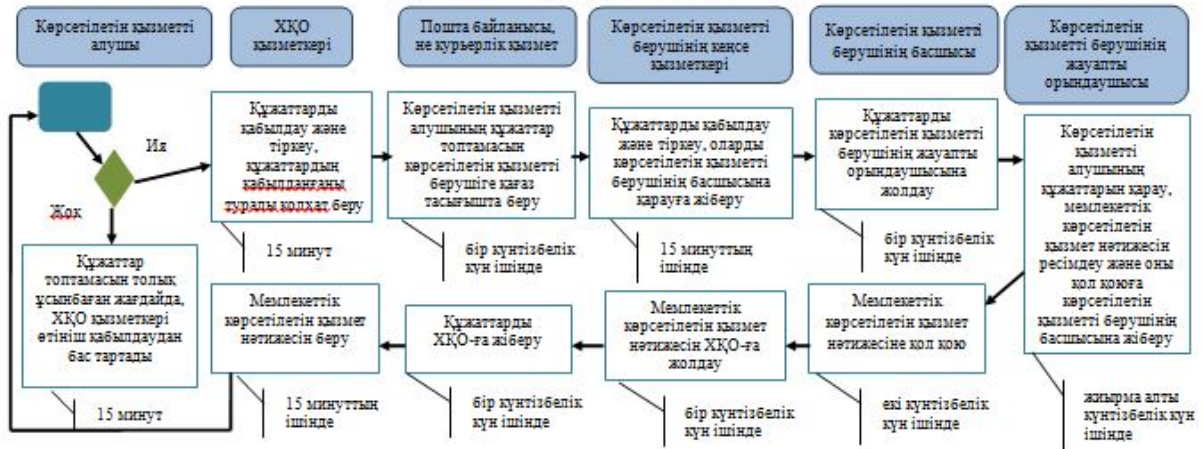 Көрсетілетін қызметті
алушы
ХҚО
қызметкері
Пошта байланысы,
не курьерлік қызмет
Көрсетілетін қызметті
берушінің кеңсе
қызметкері
Көрсетілетін қызметті
берушінің басшысы
Көрсетілетін
қызметті берушінің
жауапты
орындаушысы
Ия
Жоқ
Құжаттарды
қабылдау және
тіркеу,
құжаттардың
қабылданғаны
туралы қолхат беру
15 минут
Көрсетілетін қызметті
алушының құжаттар
топтамасын
көрсетілетін қызметті
берушіге қағаз
тасығышта беру
бір күнтізбелік
күн ішінде
Құжаттарды қабылдау
және тіркеу, оларды
көрсетілетін қызметті
берушінің басшысына
қарауға жіберу
15 минуттың
ішінде
Құжаттарды
көрсетілетін қызметті
берушінің жауапты
орындаушысына
жолдау
бір күнтізбелік
күн ішінде
Көрсетілетін
қызметті
алушының
құжаттарын қарау,
мемлекеттік
көрсетілетін
қызмет нәтижесін
ресімдеу және оны
қол қоюға
көрсетілетін
қызметті берушінің
басшысына жіберу
жиырма алты
күнтізбелік күн
ішінде
Мемлекеттік
көрсетілетін қызмет
нәтижесіне қол қою
екі күнтізбелік
күн ішінде
Мемлекеттік
көрсетілетін қызмет
нәтижесін ХҚО-ға
жолдау
бір күнтізбелік
күн ішінде
Құжаттарды
ХҚО-ға жіберу
бір күнтізбелік
күн ішінде
Мемлекеттік
көрсетілетін қызмет
нәтижесін беру
15 минуттың
ішінде
Құжаттар
топтамасын толық
ұсынбаған жағдайда,
ХҚО қызметкері
өтініш қабылдаудан
бас тартады
15 минут